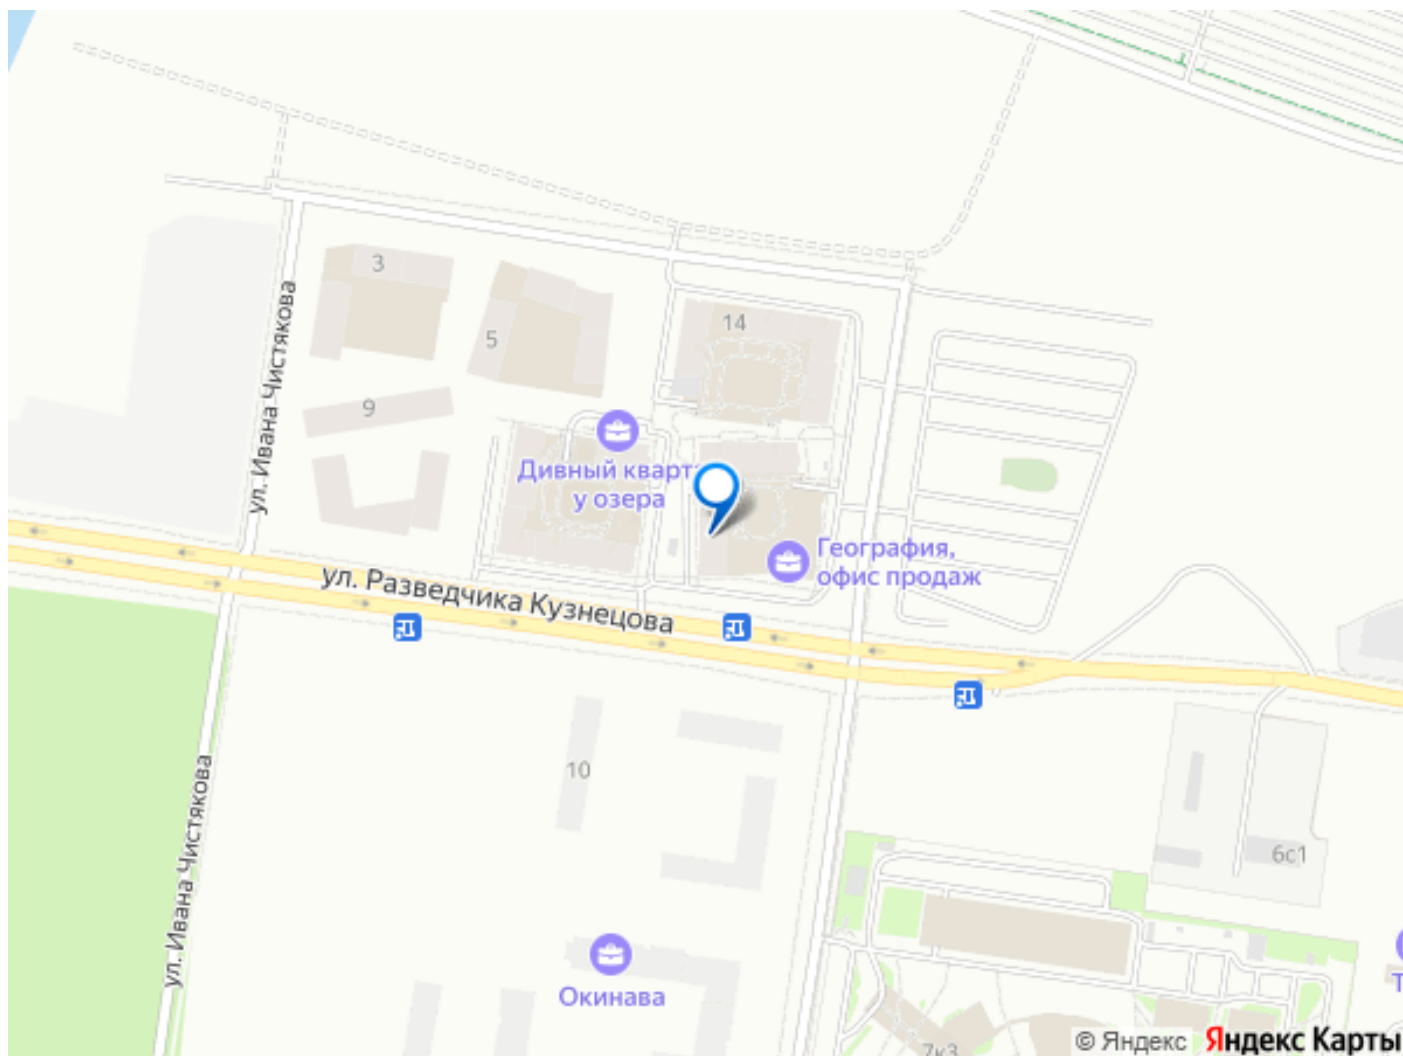 3
14
5
ул. Ивана Чистякова
9
Дивный кварта
у озера
География,
офис продаж
ул. Разведчика Кузнецова
10
ул. Ивана Чистякова
6с1
Окинава
Т
7к3
© Яндекс Яндекс Карты